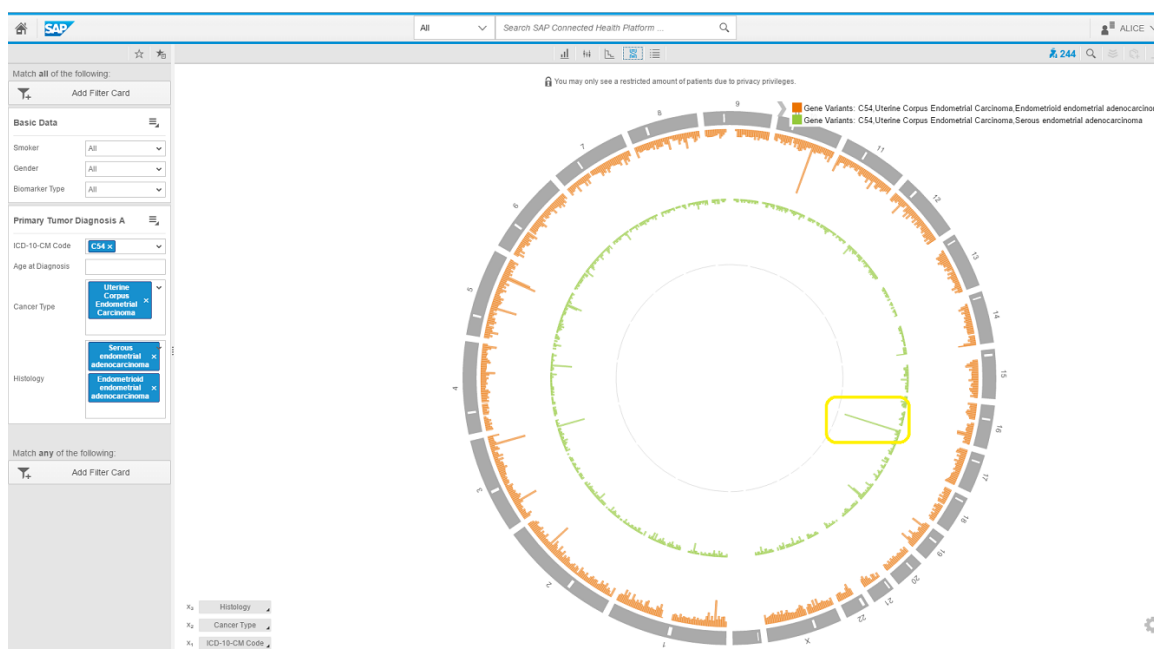 SAP
All
Search SAP Connected Health Platform ...
ALICE
244
Match all of the following:
Add Filter Card
Basic Data
Smoker
All
Gender
All
Biomarker Type
All
Primary Tumor Diagnosis A
ICD-10-CM Code
C54 ×
Age at Diagnosis
Cancer Type
Uterine
Corpus
Endometrial
Carcinoma
×
Histology
Serous
endometrial
adenocarcinoma
×
Endometrioid
endometrial
adenocarcinoma
×
Match any of the following:
Add Filter Card
You may only see a restricted amount of patients due to privacy privileges.
Gene Variants: C54,Uterine Corpus Endometrial Carcinoma,Endometrioid endometrial adenocarcinor
Gene Variants: C54,Uterine Corpus Endometrial Carcinoma,Serous endometrial adenocarcinoma
1
2
3
4
5
6
7
8
9
11
12
13
14
15
16
17
18
19
20
21
22
X
X₃ Histology
X₂ Cancer Type
X₁ ICD-10-CM Code